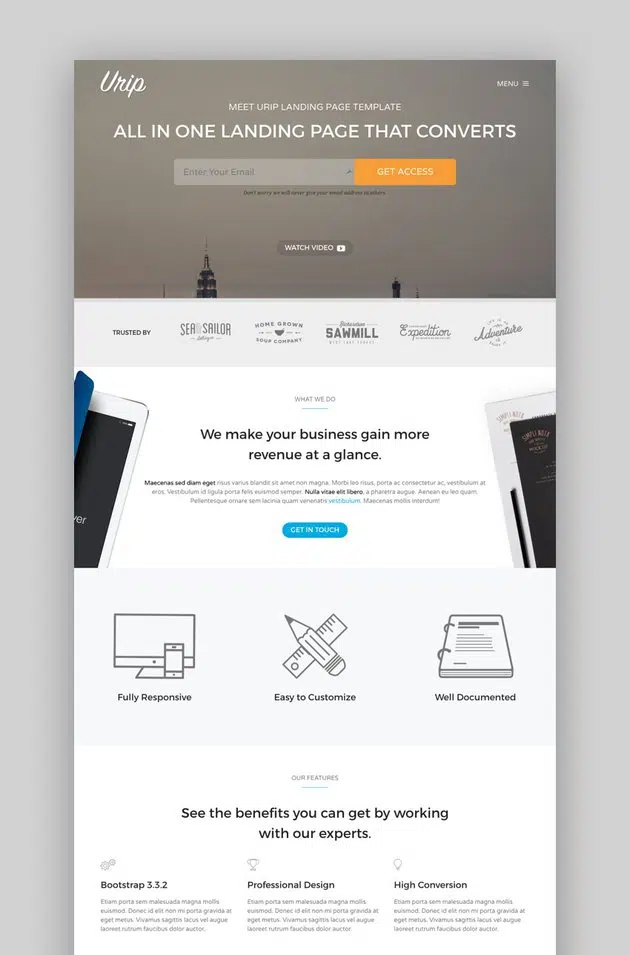 Urip
MENU
MEET URIP LANDING PAGE TEMPLATE
ALL IN ONE LANDING PAGE THAT CONVERTS
Enter Your Email
GET ACCESS
Don't worry we will never give your email address to others
WATCH VIDEO
TRUSTED BY
SEA SAILOR
HOME GROWN
SOUP COMPANY
SAWMILL
Expedition
Adventure
WHAT WE DO
We make your business gain more
revenue at a glance.
Maecenas sed diam eget risus varius blandit sit amet non magna. Morbi leo risus, porta ac consectetur ac, vestibulum at
eros. Vestibulum id ligula porta felis euismod semper. Nulla vitae elit libero, a pharetra augue. Aenean eu leo quam.
Pellentesque ornare sem lacinia quam venenatis vestibulum. Maecenas mollis interdum!
GET IN TOUCH
Fully Responsive
Easy to Customize
Well Documented
OUR FEATURES
See the benefits you can get by working
with our experts.
Bootstrap 3.3.2
Etiam porta sem malesuada magna mollis
euismod. Donec id elit non mi porta gravida at
eget metus. Vivamus sagittis lacus vel augue
laoreet rutrum faucibus dolor auctor.
Professional Design
Etiam porta sem malesuada magna mollis
euismod. Donec id elit non mi porta gravida at
eget metus. Vivamus sagittis lacus vel augue
laoreet rutrum faucibus dolor auctor.
High Conversion
Etiam porta sem malesuada magna mollis
euismod. Donec id elit non mi porta gravida at
eget metus. Vivamus sagittis lacus vel augue
laoreet rutrum faucibus dolor auctor.